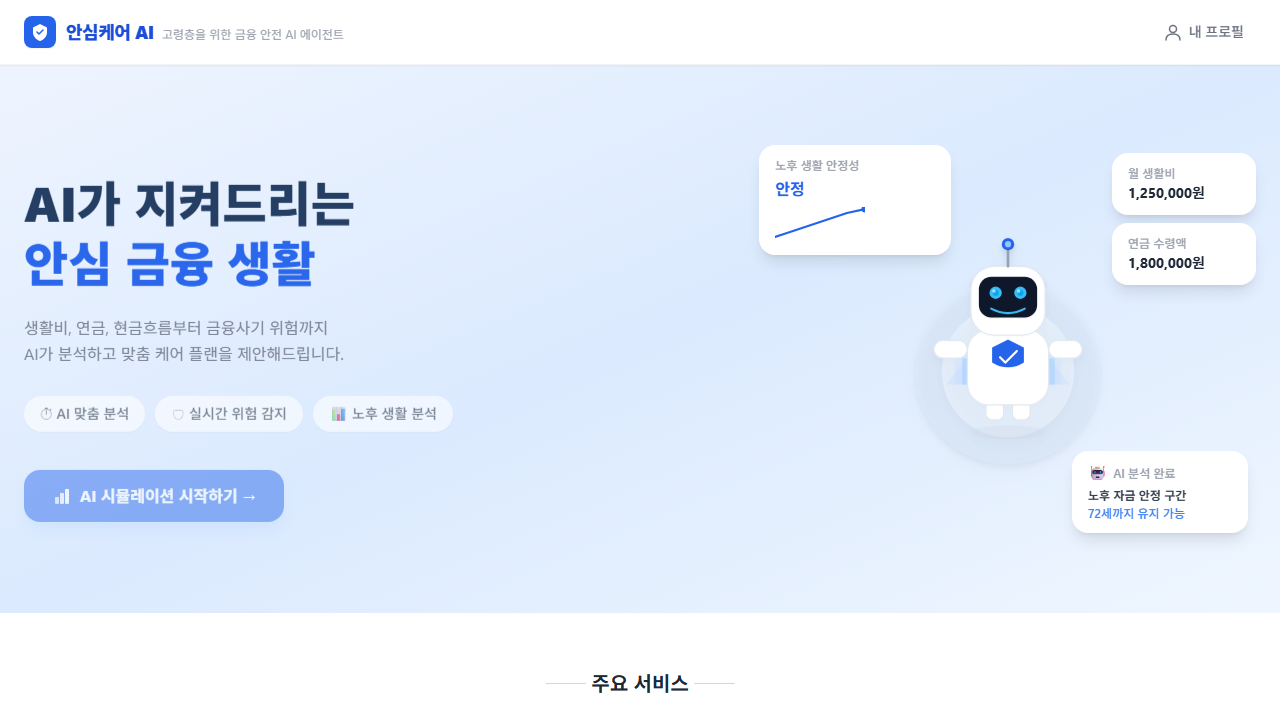 안심케어 AI 고령층을 위한 금융 안전 AI 에이전트
내 프로필
AI가 지켜드리는
안심 금융 생활
생활비, 연금, 현금흐름부터 금융사기 위험까지
AI가 분석하고 맞춤 케어 플랜을 제안해드립니다.
⏱ AI 맞춤 분석
🛡 실시간 위험 감지
📊 노후 생활 분석
AI 시뮬레이션 시작하기 →
노후 생활 안정성
안정
월 생활비
1,250,000원
연금 수령액
1,800,000원
🤖 AI 분석 완료
노후 자금 안정 구간
72세까지 유지 가능
주요 서비스